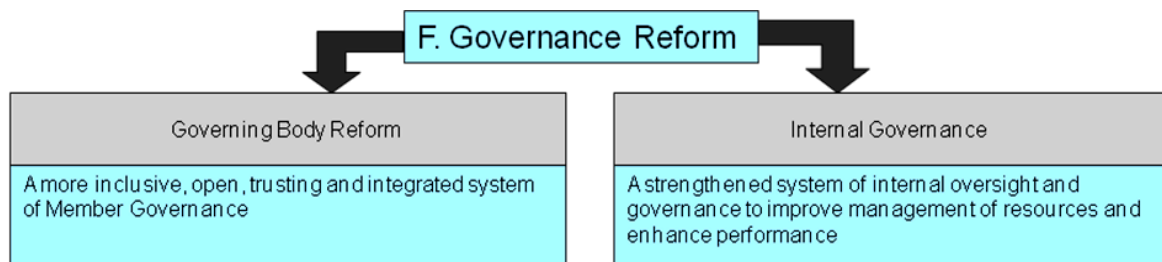 F. Governance Reform
Governing Body Reform
A more inclusive, open, trusting and integrated system
of Member Governance
Internal Governance
A strengthened system of internal oversight and
governance to improve management of resources and
enhance performance